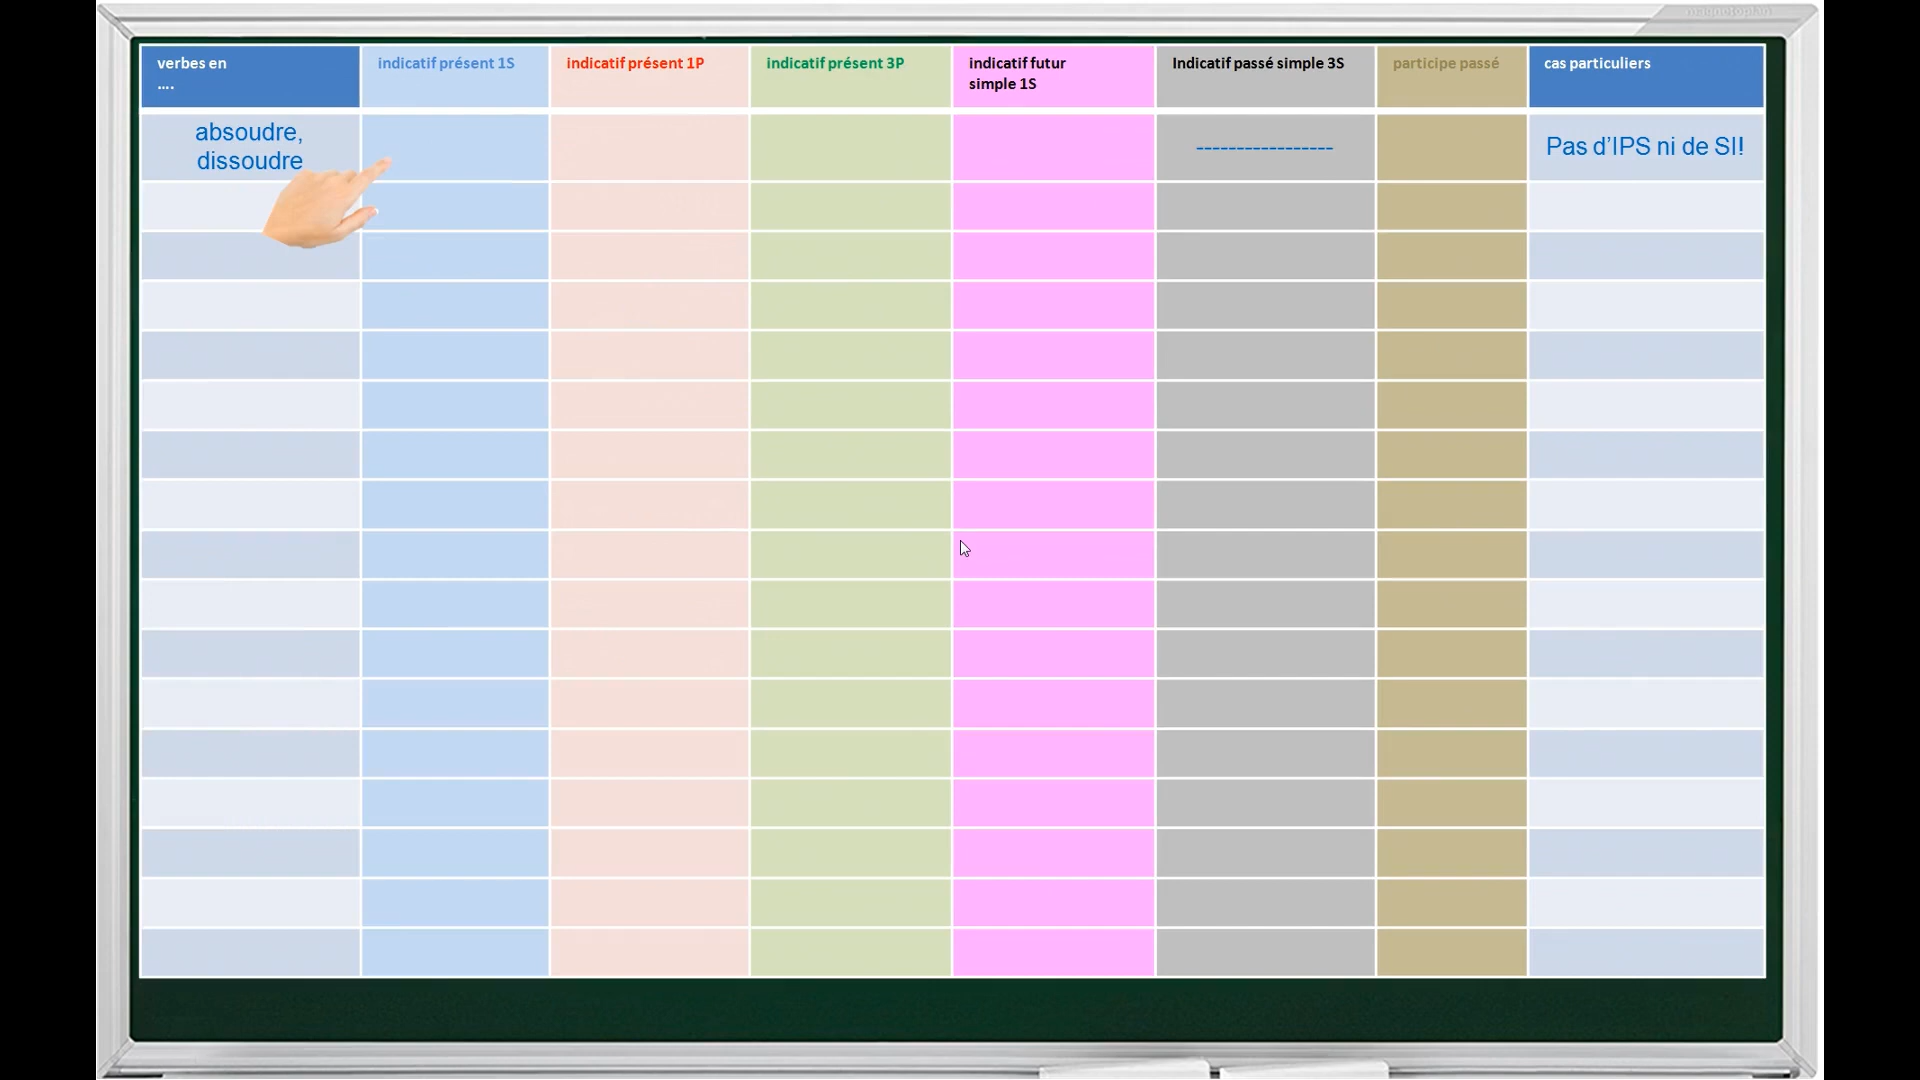 verbes en
....
indicatif présent 1S
indicatif présent 1P
indicatif présent 3P
indicatif futur
simple 1S
Indicatif passé simple 3S
participe passé
cas particuliers
absoudre,
dissoudre
-----------------
Pas d’IPS ni de SI!